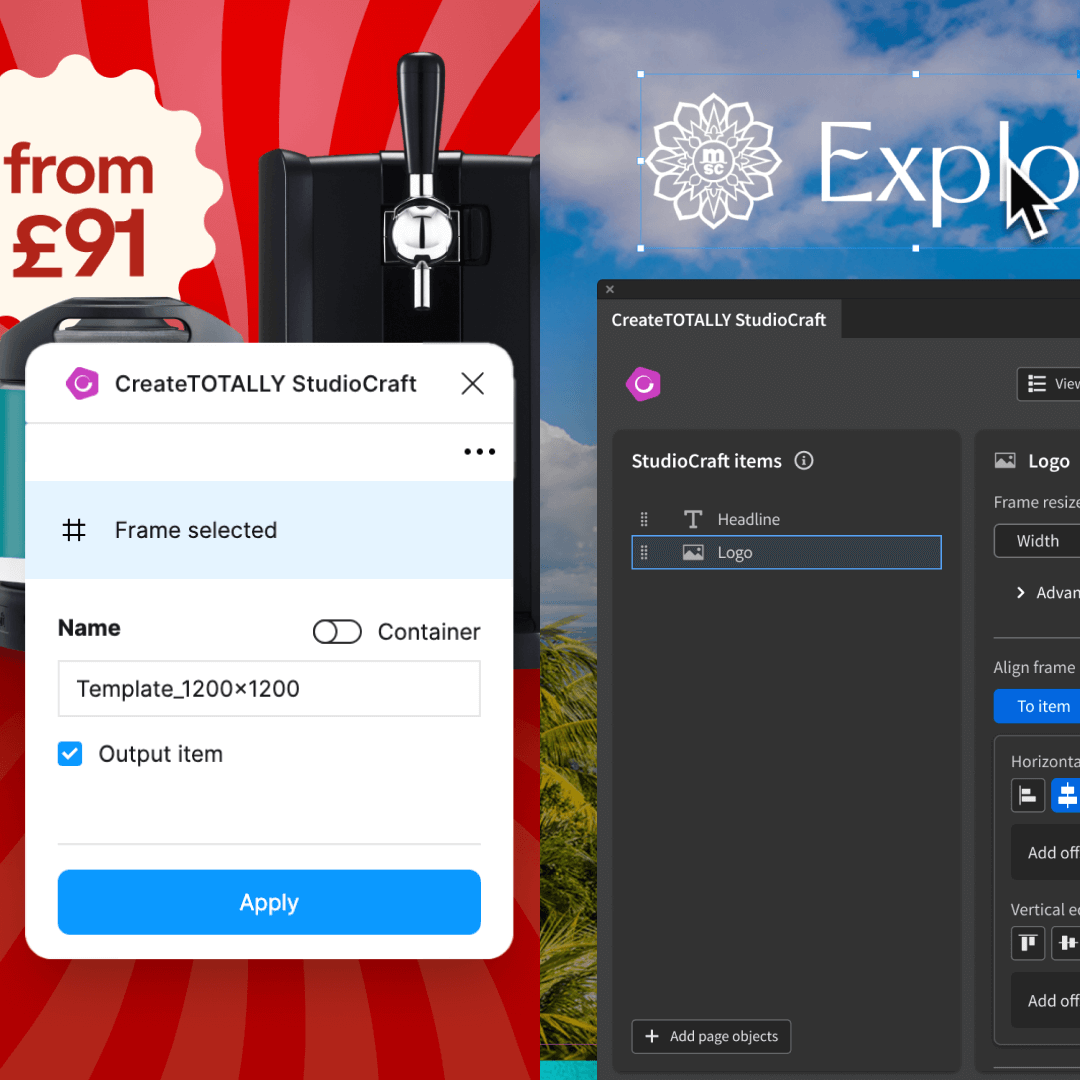 from
£91
CreateTOTALLY StudioCraft
Frame selected
Name
Container
Template_1200×1200
Output item
Apply
msc
Explo
CreateTOTALLY StudioCraft
View
StudioCraft items
Headline
Logo
Add page objects
Logo
Frame resize
Width
Advan
Align frame
To item
Horizonta
Add off
Vertical ed
Add off